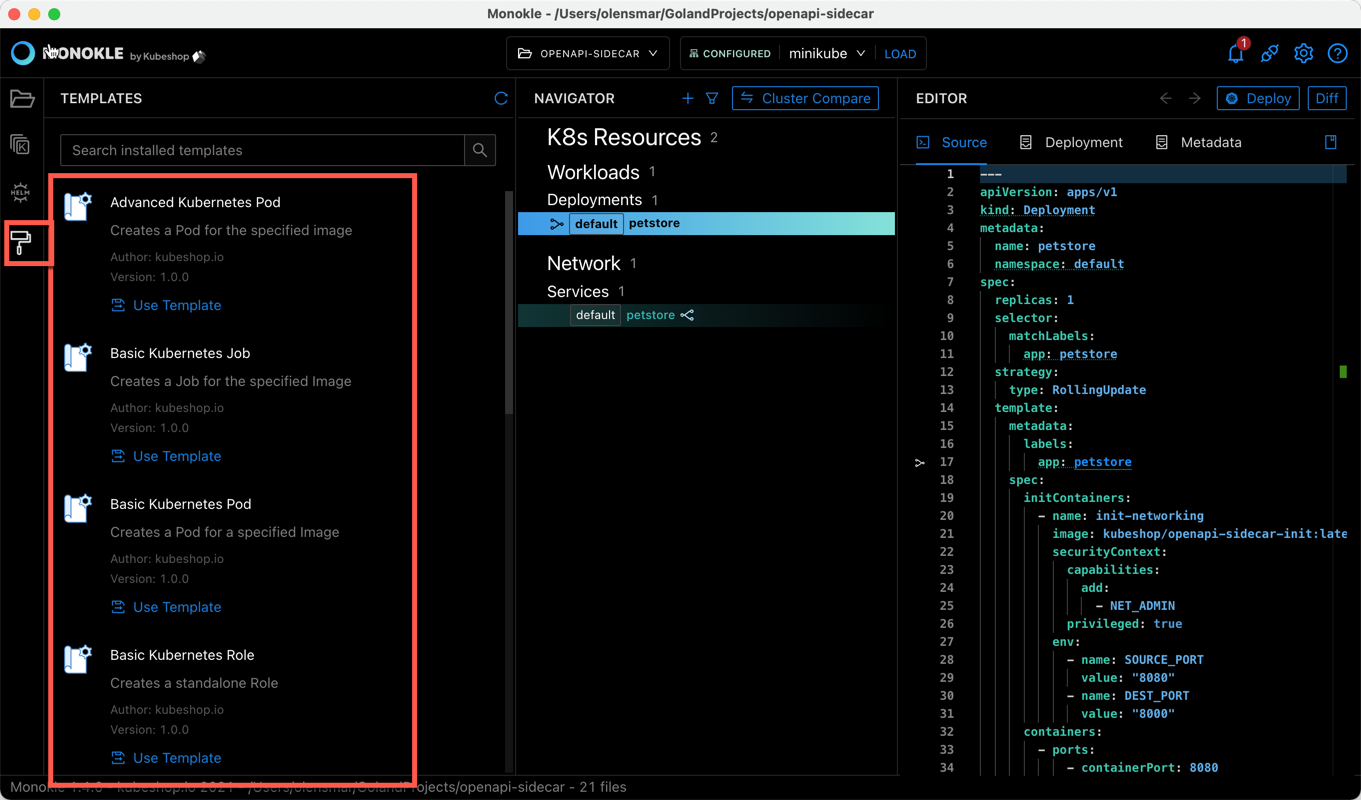 Monokle - /Users/olensmar/GolandProjects/openapi-sidecar
MONOKLE by Kubeshop
OPENAPI-SIDECAR
CONFIGURED minikube LOAD
1
TEMPLATES
Search installed templates
Advanced Kubernetes Pod
Creates a Pod for the specified image
Author: kubeshop.io
Version: 1.0.0
Use Template
Basic Kubernetes Job
Creates a Job for the specified Image
Author: kubeshop.io
Version: 1.0.0
Use Template
Basic Kubernetes Pod
Creates a Pod for a specified Image
Author: kubeshop.io
Version: 1.0.0
Use Template
Basic Kubernetes Role
Creates a standalone Role
Author: kubeshop.io
Version: 1.0.0
Use Template
K
HELM
NAVIGATOR
Cluster Compare
K8s Resources 2
Workloads 1
Deployments 1
default petstore
Network 1
Services 1
default petstore
EDITOR
Deploy Diff
Source Deployment Metadata
1 ---
2 apiVersion: apps/v1
3 kind: Deployment
4 metadata:
5 name: petstore
6 namespace: default
7 spec:
8 replicas: 1
9 selector:
10 matchLabels:
11 app: petstore
12 strategy:
13 type: RollingUpdate
14 template:
15 metadata:
16 labels:
17 app: petstore
18 spec:
19 initContainers:
20 - name: init-networking
21 image: kubeshop/openapi-sidecar-init:late
22 securityContext:
23 capabilities:
24 add:
25 - NET_ADMIN
26 privileged: true
27 env:
28 - name: SOURCE_PORT
29 value: "8080"
30 - name: DEST_PORT
31 value: "8000"
32 containers:
33 - ports:
34 - containerPort: 8080
kubeshop.io /Users/olensmar/GolandProjects/openapi-sidecar - 21 files